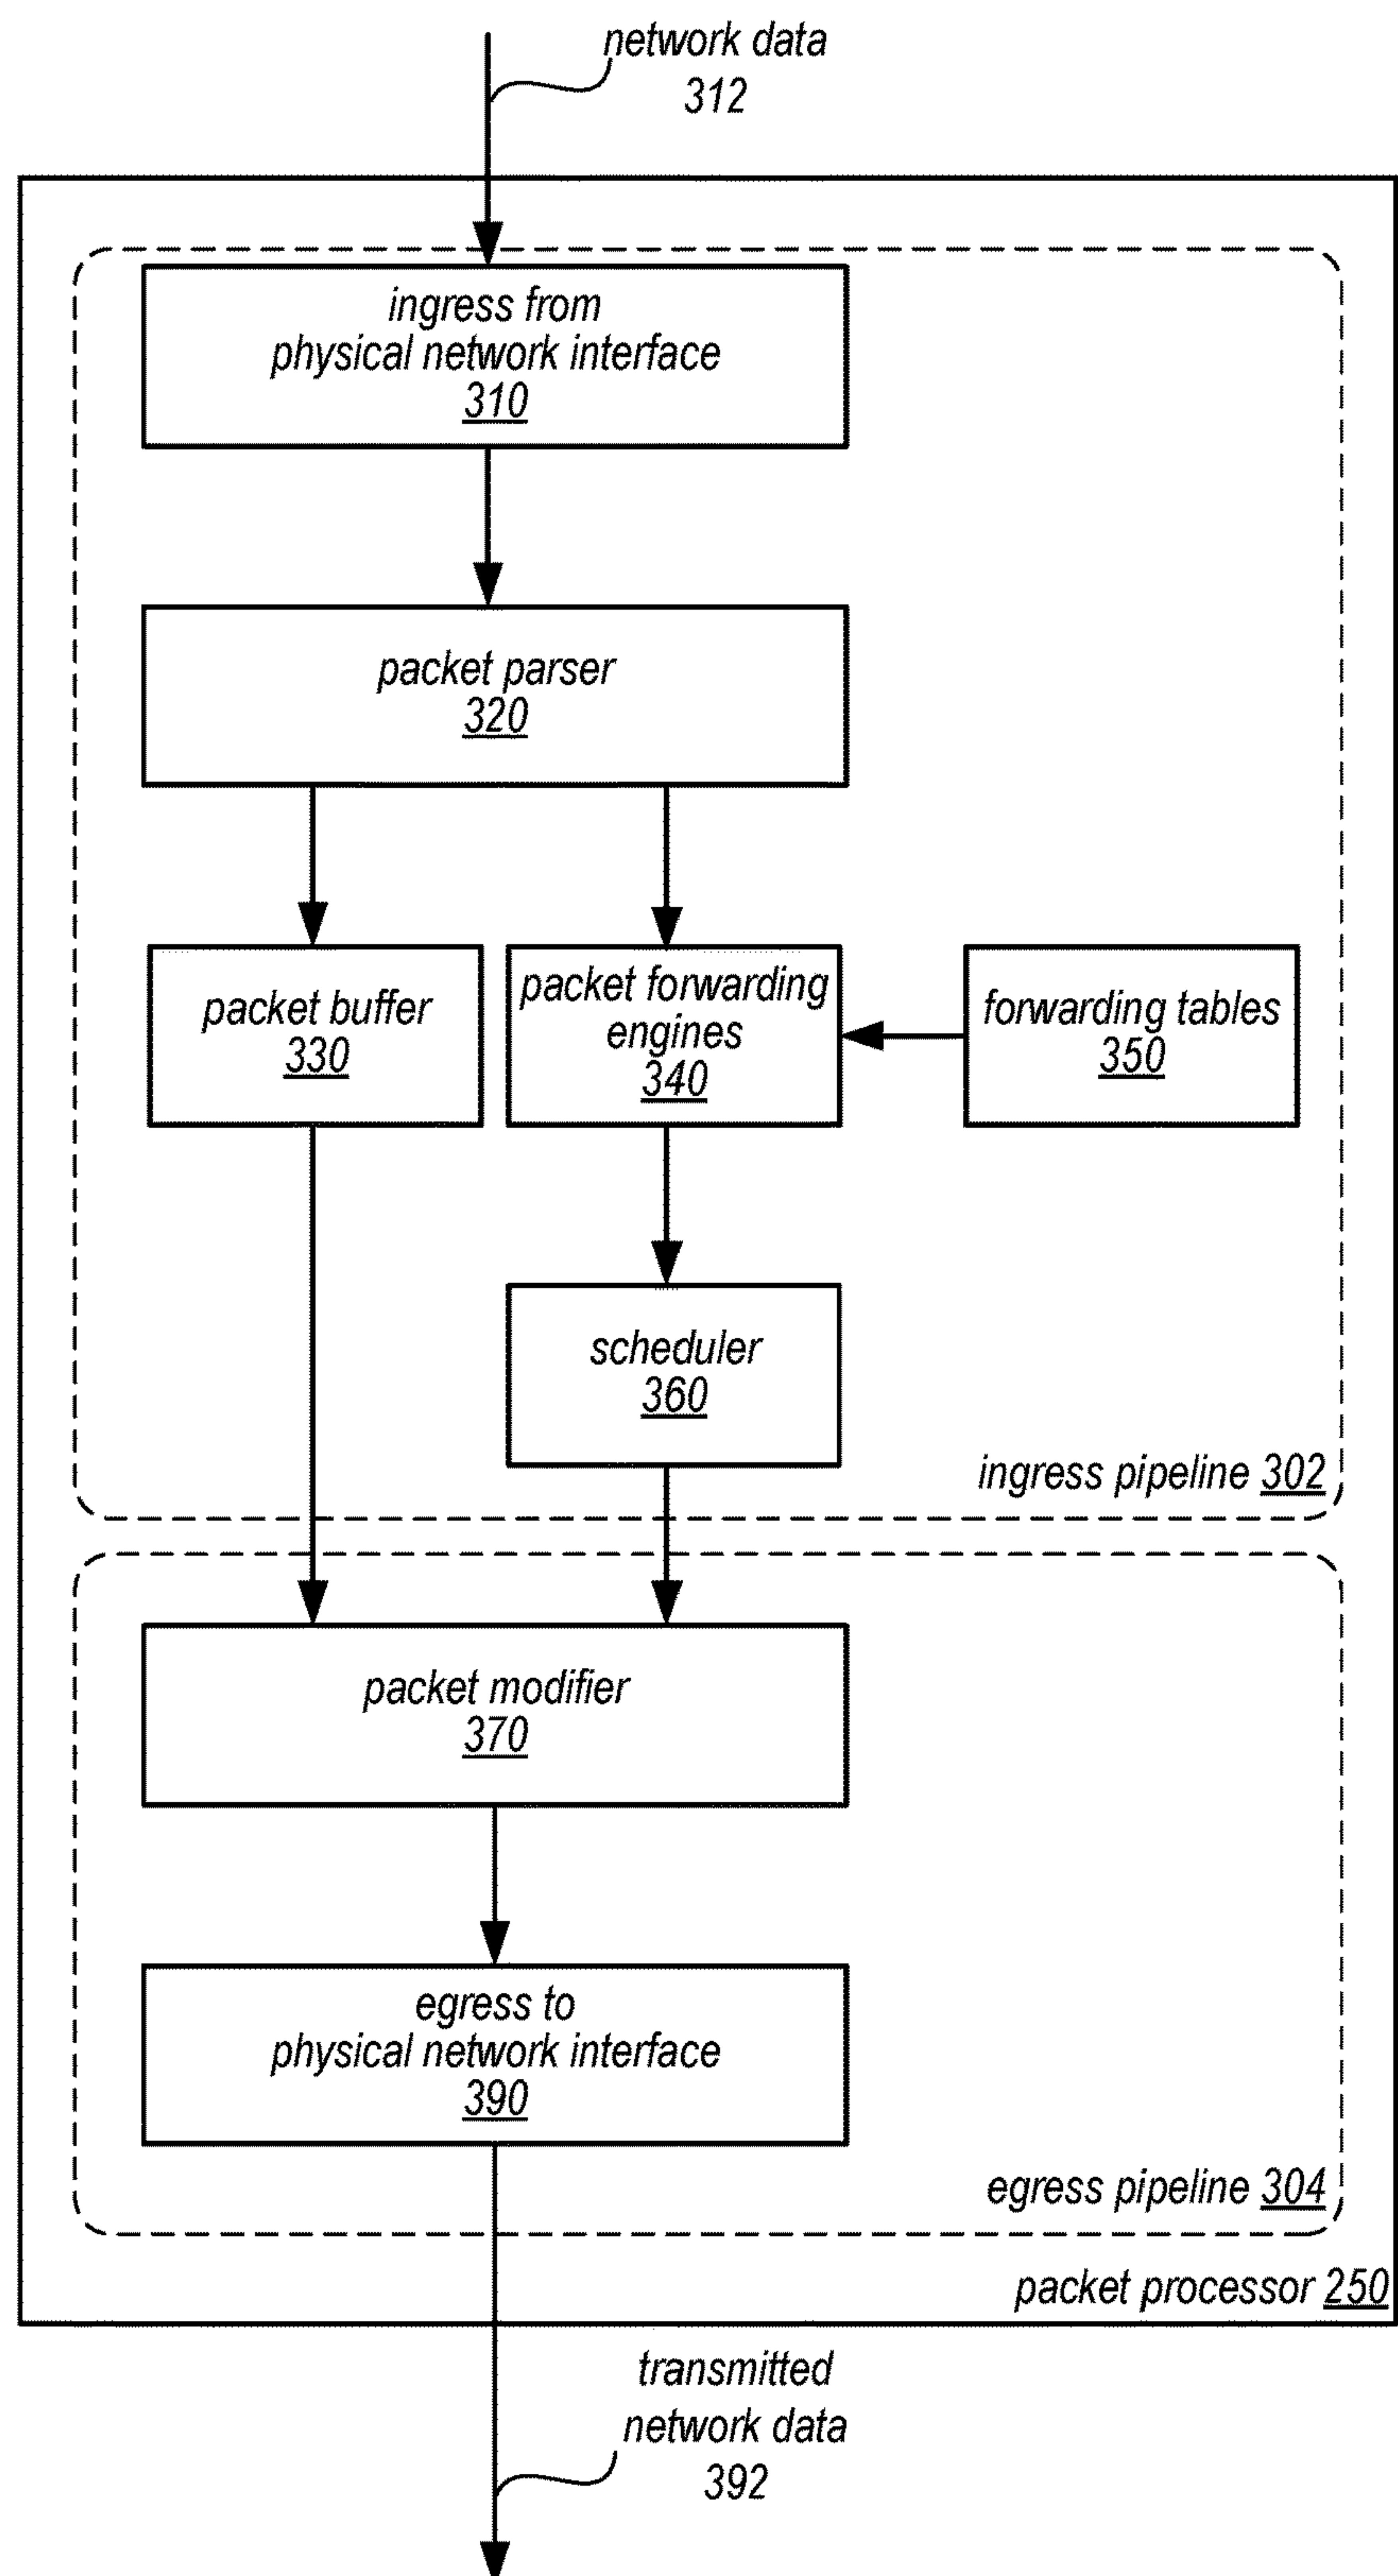 network data
312
ingress from
physical network interface
310
packet parser
320
packet buffer
330
packet forwarding
engines
340
forwarding tables
350
scheduler
360
ingress pipeline 302
packet modifier
370
egress to
physical network interface
390
egress pipeline 304
packet processor 250
transmitted
network data
392